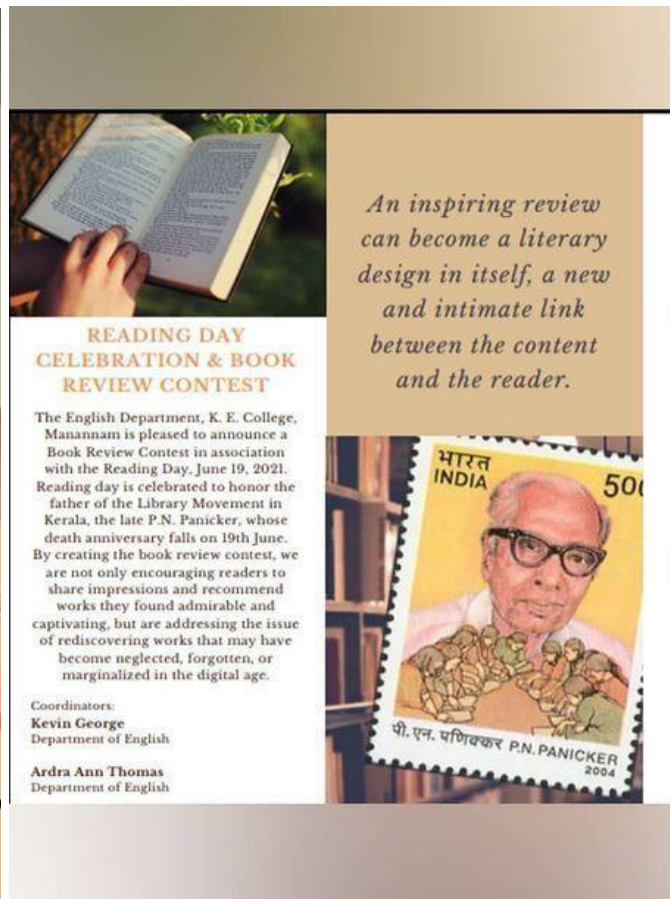 READING DAY
CELEBRATION & BOOK
REVIEW CONTEST
The English Department, K. E. College,
Manannam is pleased to announce a
Book Review Contest in association
with the Reading Day, June 19, 2021.
Reading day is celebrated to honor the
father of the Library Movement in
Kerala, the late P.N. Panicker, whose
death anniversary falls on 19th June.
By creating the book review contest, we
are not only encouraging readers to
share impressions and recommend
works they found admirable and
captivating, but are addressing the issue
of rediscovering works that may have
become neglected, forgotten, or
marginalized in the digital age.
Coordinators:
Kevin George
Department of English
Ardra Ann Thomas
Department of English
An inspiring review
can become a literary
design in itself, a new
and intimate link
between the content
and the reader.
भारत
INDIA
पी. एन. पणिक्कर P.N. PANICKER
2004